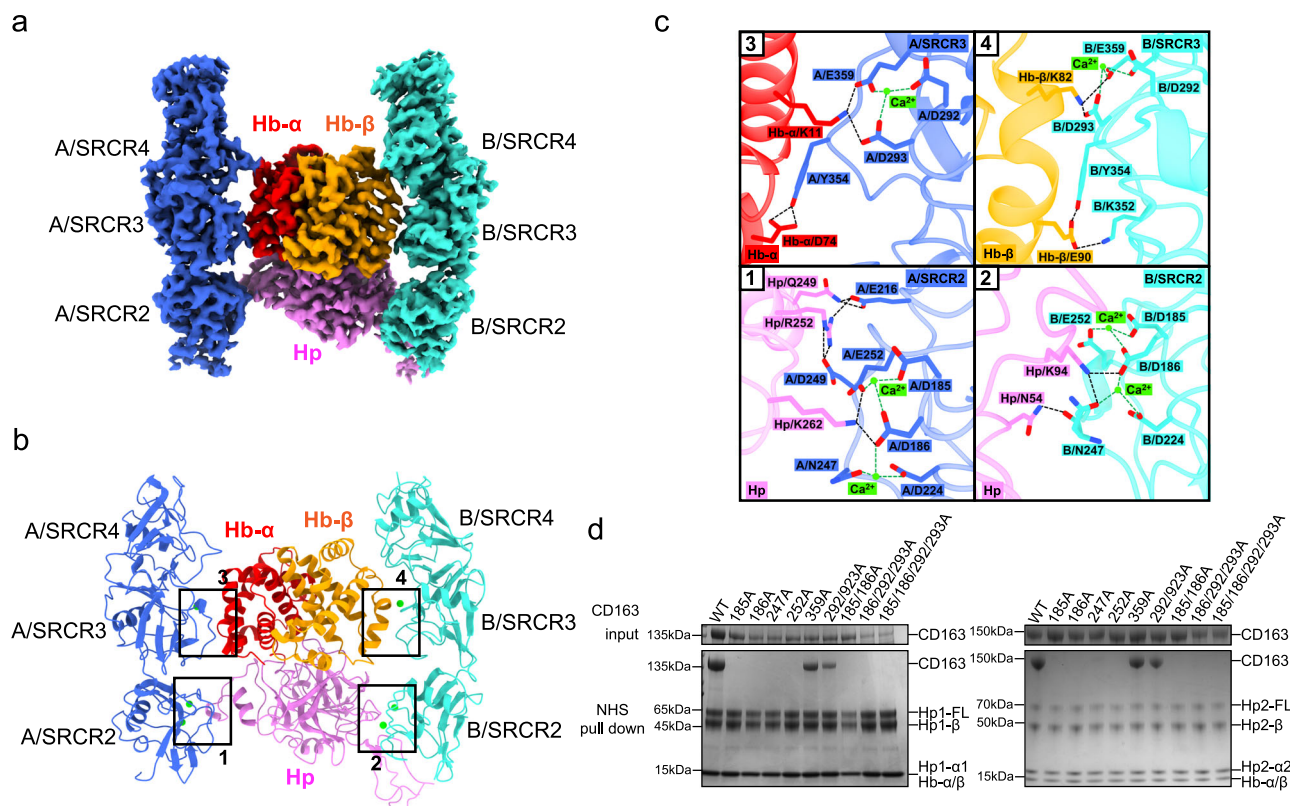 a
A/SRCR4
A/SRCR3
A/SRCR2
Hb-α
Hb-β
Hp
B/SRCR4
B/SRCR3
B/SRCR2
b
A/SRCR4
A/SRCR3
A/SRCR2
Hb-α
Hb-β
Hp
3
4
1
2
B/SRCR4
B/SRCR3
B/SRCR2
c
3
A/SRCR3
A/E359
Ca²⁺
A/D292
Hb-α/K11
A/D293
A/Y354
Hb-α/D74
Hb-α
4
B/E359
B/SRCR3
Ca²⁺
Hb-β/K82
B/D292
B/D293
B/Y354
B/K352
Hb-β
Hb-β/E90
1
Hp/Q249
A/SRCR2
A/E216
Hp/R252
A/E252
A/D249
Ca²⁺
A/D185
Hp/K262
A/D186
A/N247
Ca²⁺
A/D224
Hp
2
B/SRCR2
Ca²⁺
B/D185
B/E252
B/D186
Hp/K94
Ca²⁺
Hp/N54
B/N247
B/D224
Hp
d
WT
185A
186A
247A
252A
359A
292/923A
185/186A
186/292/293A
185/186/292/293A
CD163
input
135kDa
CD163
NHS
pull down
135kDa
CD163
65kDa
Hp1-FL
45kDa
Hp1-β
15kDa
Hp1-α1
Hb-α/β
WT
185A
186A
247A
252A
359A
292/923A
185/186A
186/292/293A
185/186/292/293A
150kDa
CD163
150kDa
CD163
70kDa
Hp2-FL
50kDa
Hp2-β
15kDa
Hp2-α2
Hb-α/β